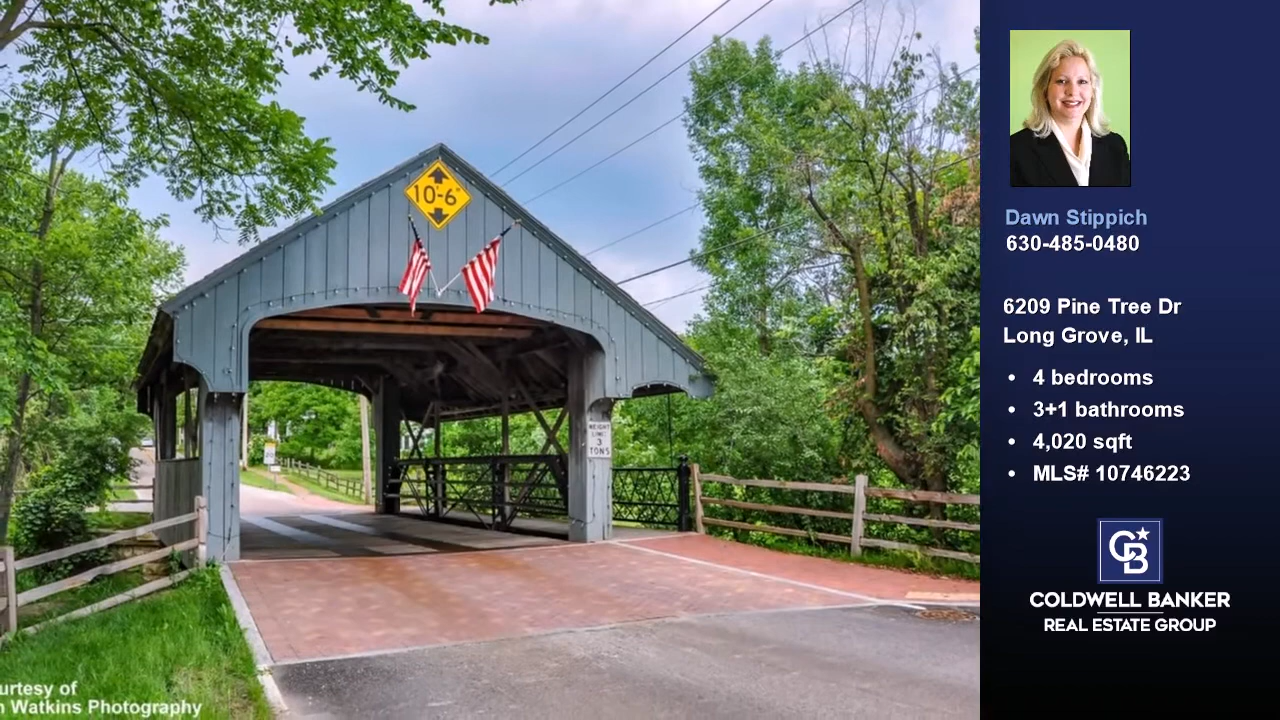 10-6"
WEIGHT
LIMIT
3
TONS
20
urtesy of
n Watkins Photography
Dawn Stippich
630-485-0480
6209 Pine Tree Dr
Long Grove, IL
• 4 bedrooms
• 3+1 bathrooms
• 4,020 sqft
• MLS# 10746223
CB
COLDWELL BANKER
REAL ESTATE GROUP